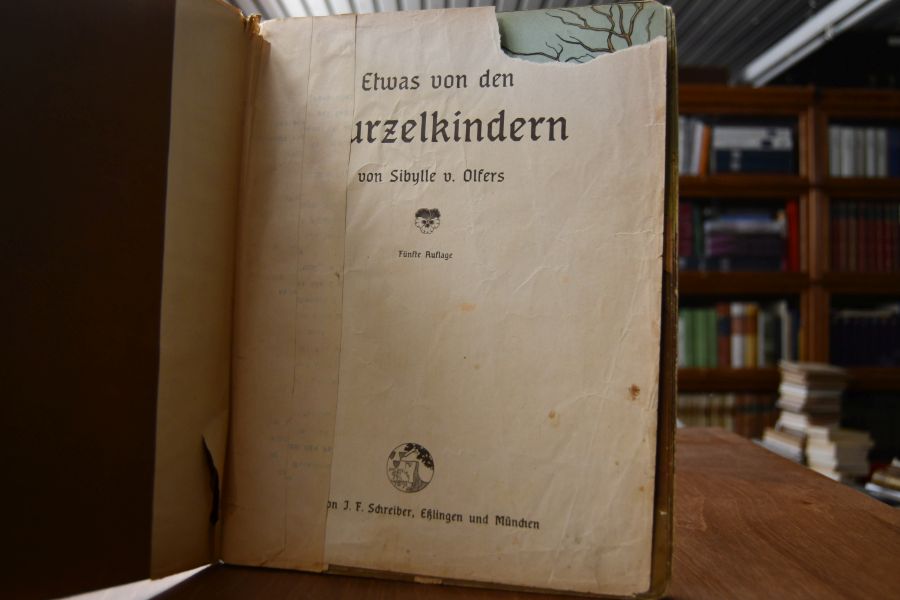 Etwas von den
urzelkindern
von Sibylle v. Olfers
Fünfte Auflage
on J. F. Schreiber, Eßlingen und München